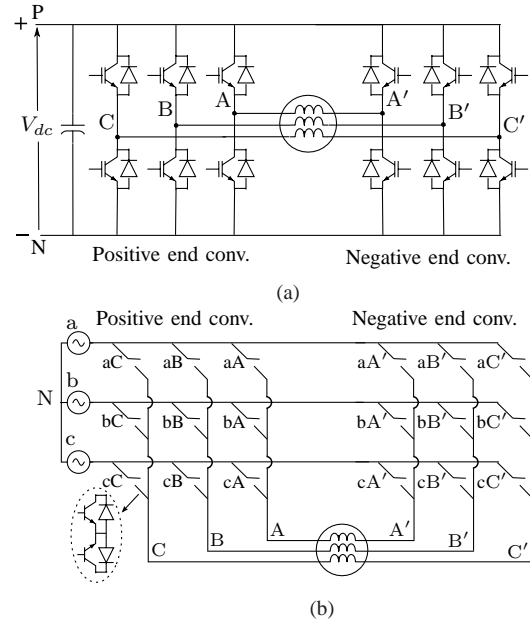 + P
A A′
B B′
C C′
V_dc
− N
Positive end conv. Negative end conv.
(a)
Positive end conv. Negative end conv.
a
aC aB aA aA′ aB′ aC′
N b
bC bB bA bA′ bB′ bC′
c
cC cB cA cA′ cB′ cC′
A A′
B B′
C C′
(b)